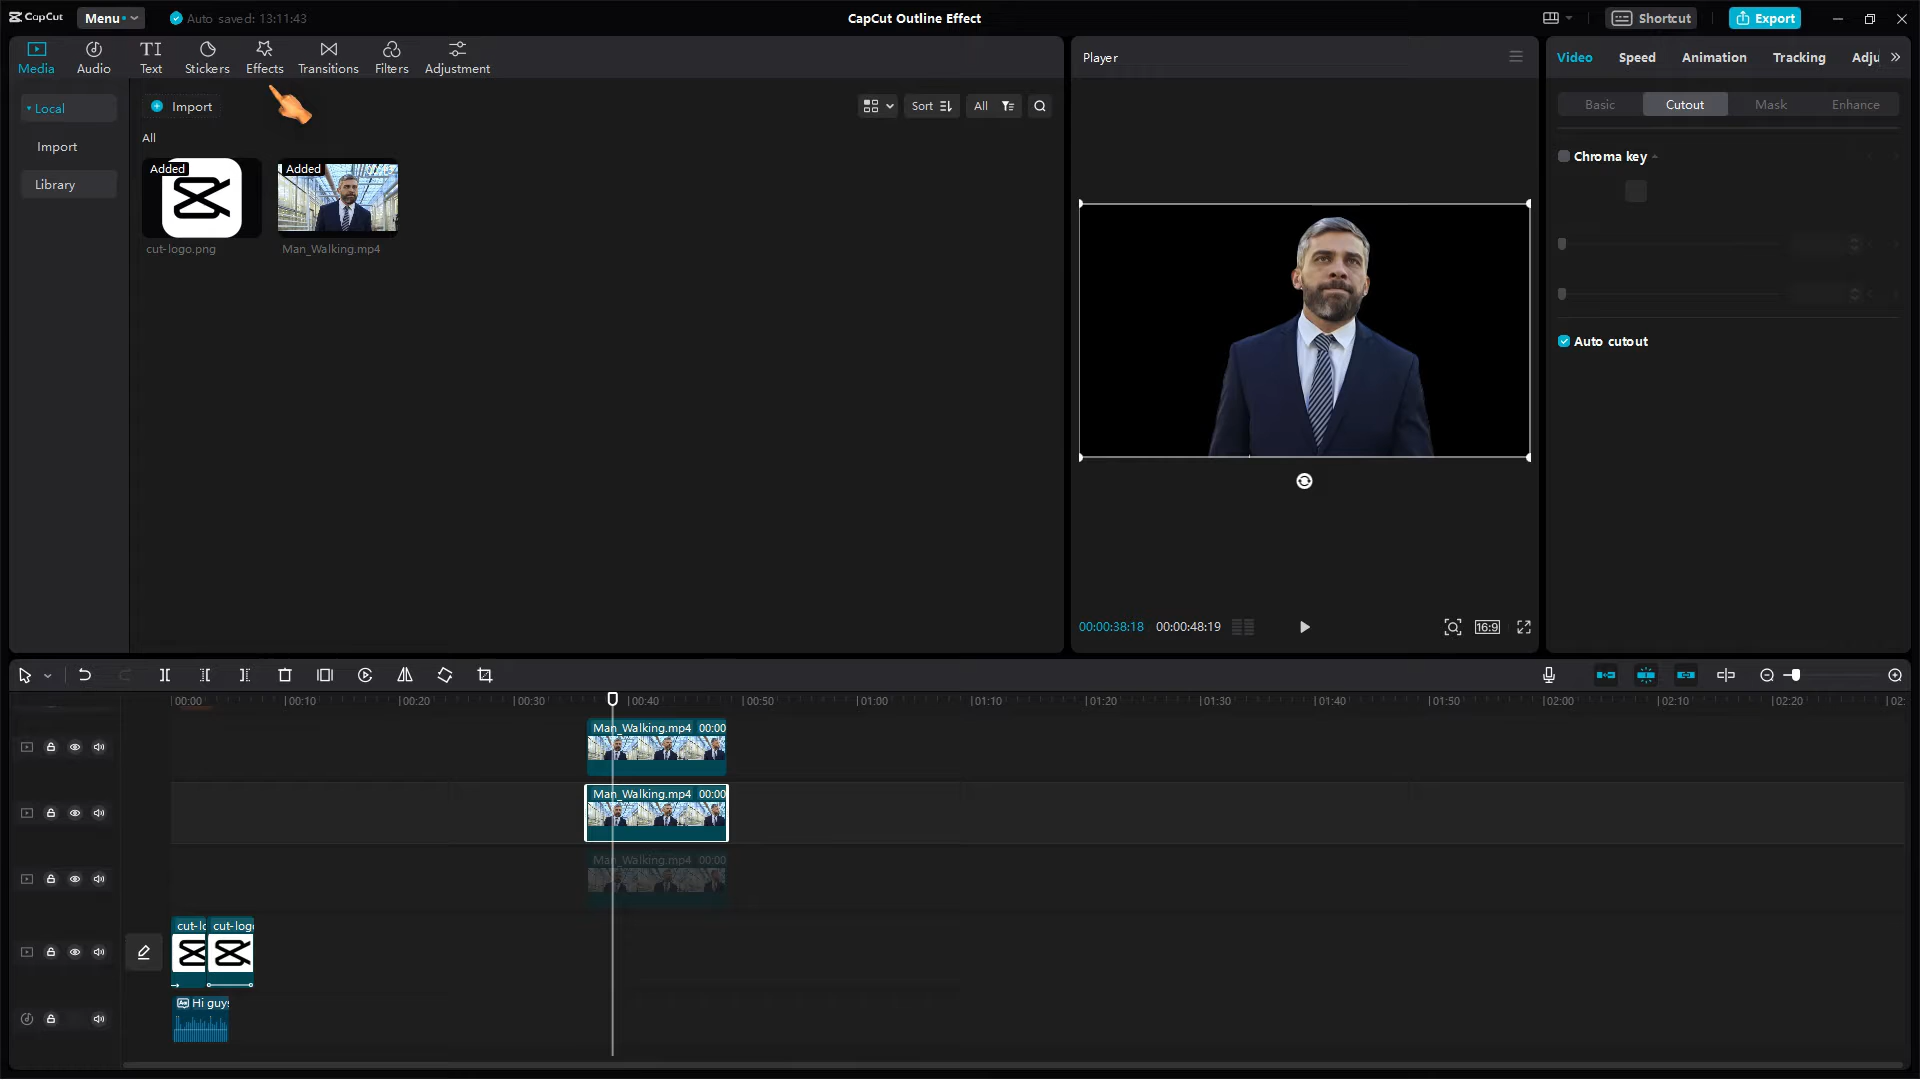 CapCut
Menu
Auto saved: 13:11:43
CapCut Outline Effect
Shortcut
Export
Media
Audio
TI
Text
Stickers
Effects
Transitions
Filters
Adjustment
Player
Video
Speed
Animation
Tracking
Adju
Local
Import
Library
Import
Sort
All
All
Added
cut-logo.png
Added
Man_Walking.mp4
Basic
Cutout
Mask
Enhance
Chroma key
Auto cutout
00:00:38:18
00:00:48:19
16:9
00:00
00:10
00:20
00:30
00:40
00:50
01:00
01:10
01:20
01:30
01:40
01:50
02:00
02:10
02:20
02:
Man_Walking.mp4 00:00
Man_Walking.mp4 00:00
Man_Walking.mp4 00:00
cut-lo
cut-logo
Hi guys